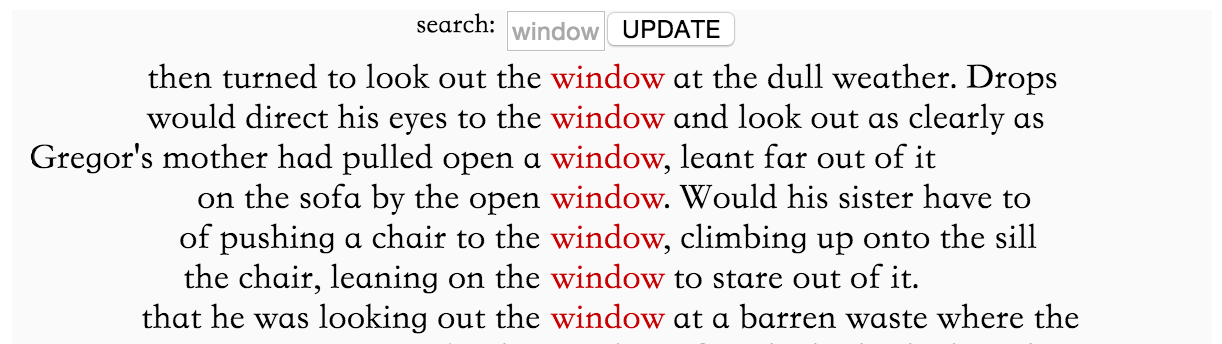 search: window UPDATE
then turned to look out the window at the dull weather. Drops
would direct his eyes to the window and look out as clearly as
Gregor's mother had pulled open a window, leant far out of it
on the sofa by the open window. Would his sister have to
of pushing a chair to the window, climbing up onto the sill
the chair, leaning on the window to stare out of it.
that he was looking out the window at a barren waste where the